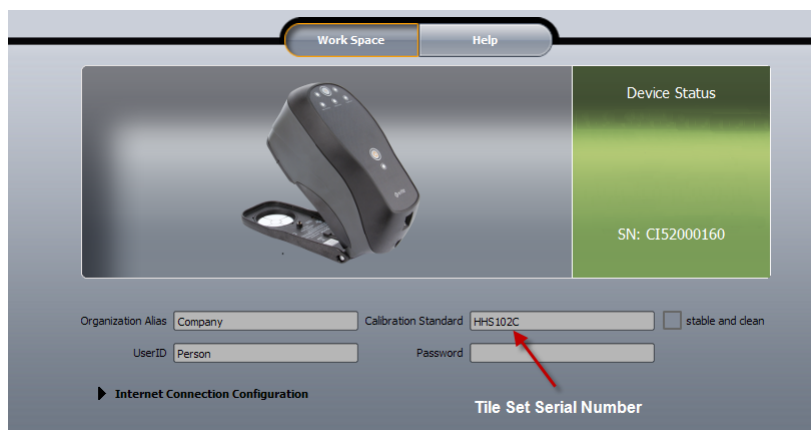 Work Space
Help
Device Status
SN: CI52000160
Organization Alias Company
Calibration Standard HHS102C
stable and clean
UserID Person
Password
Internet Connection Configuration
Tile Set Serial Number